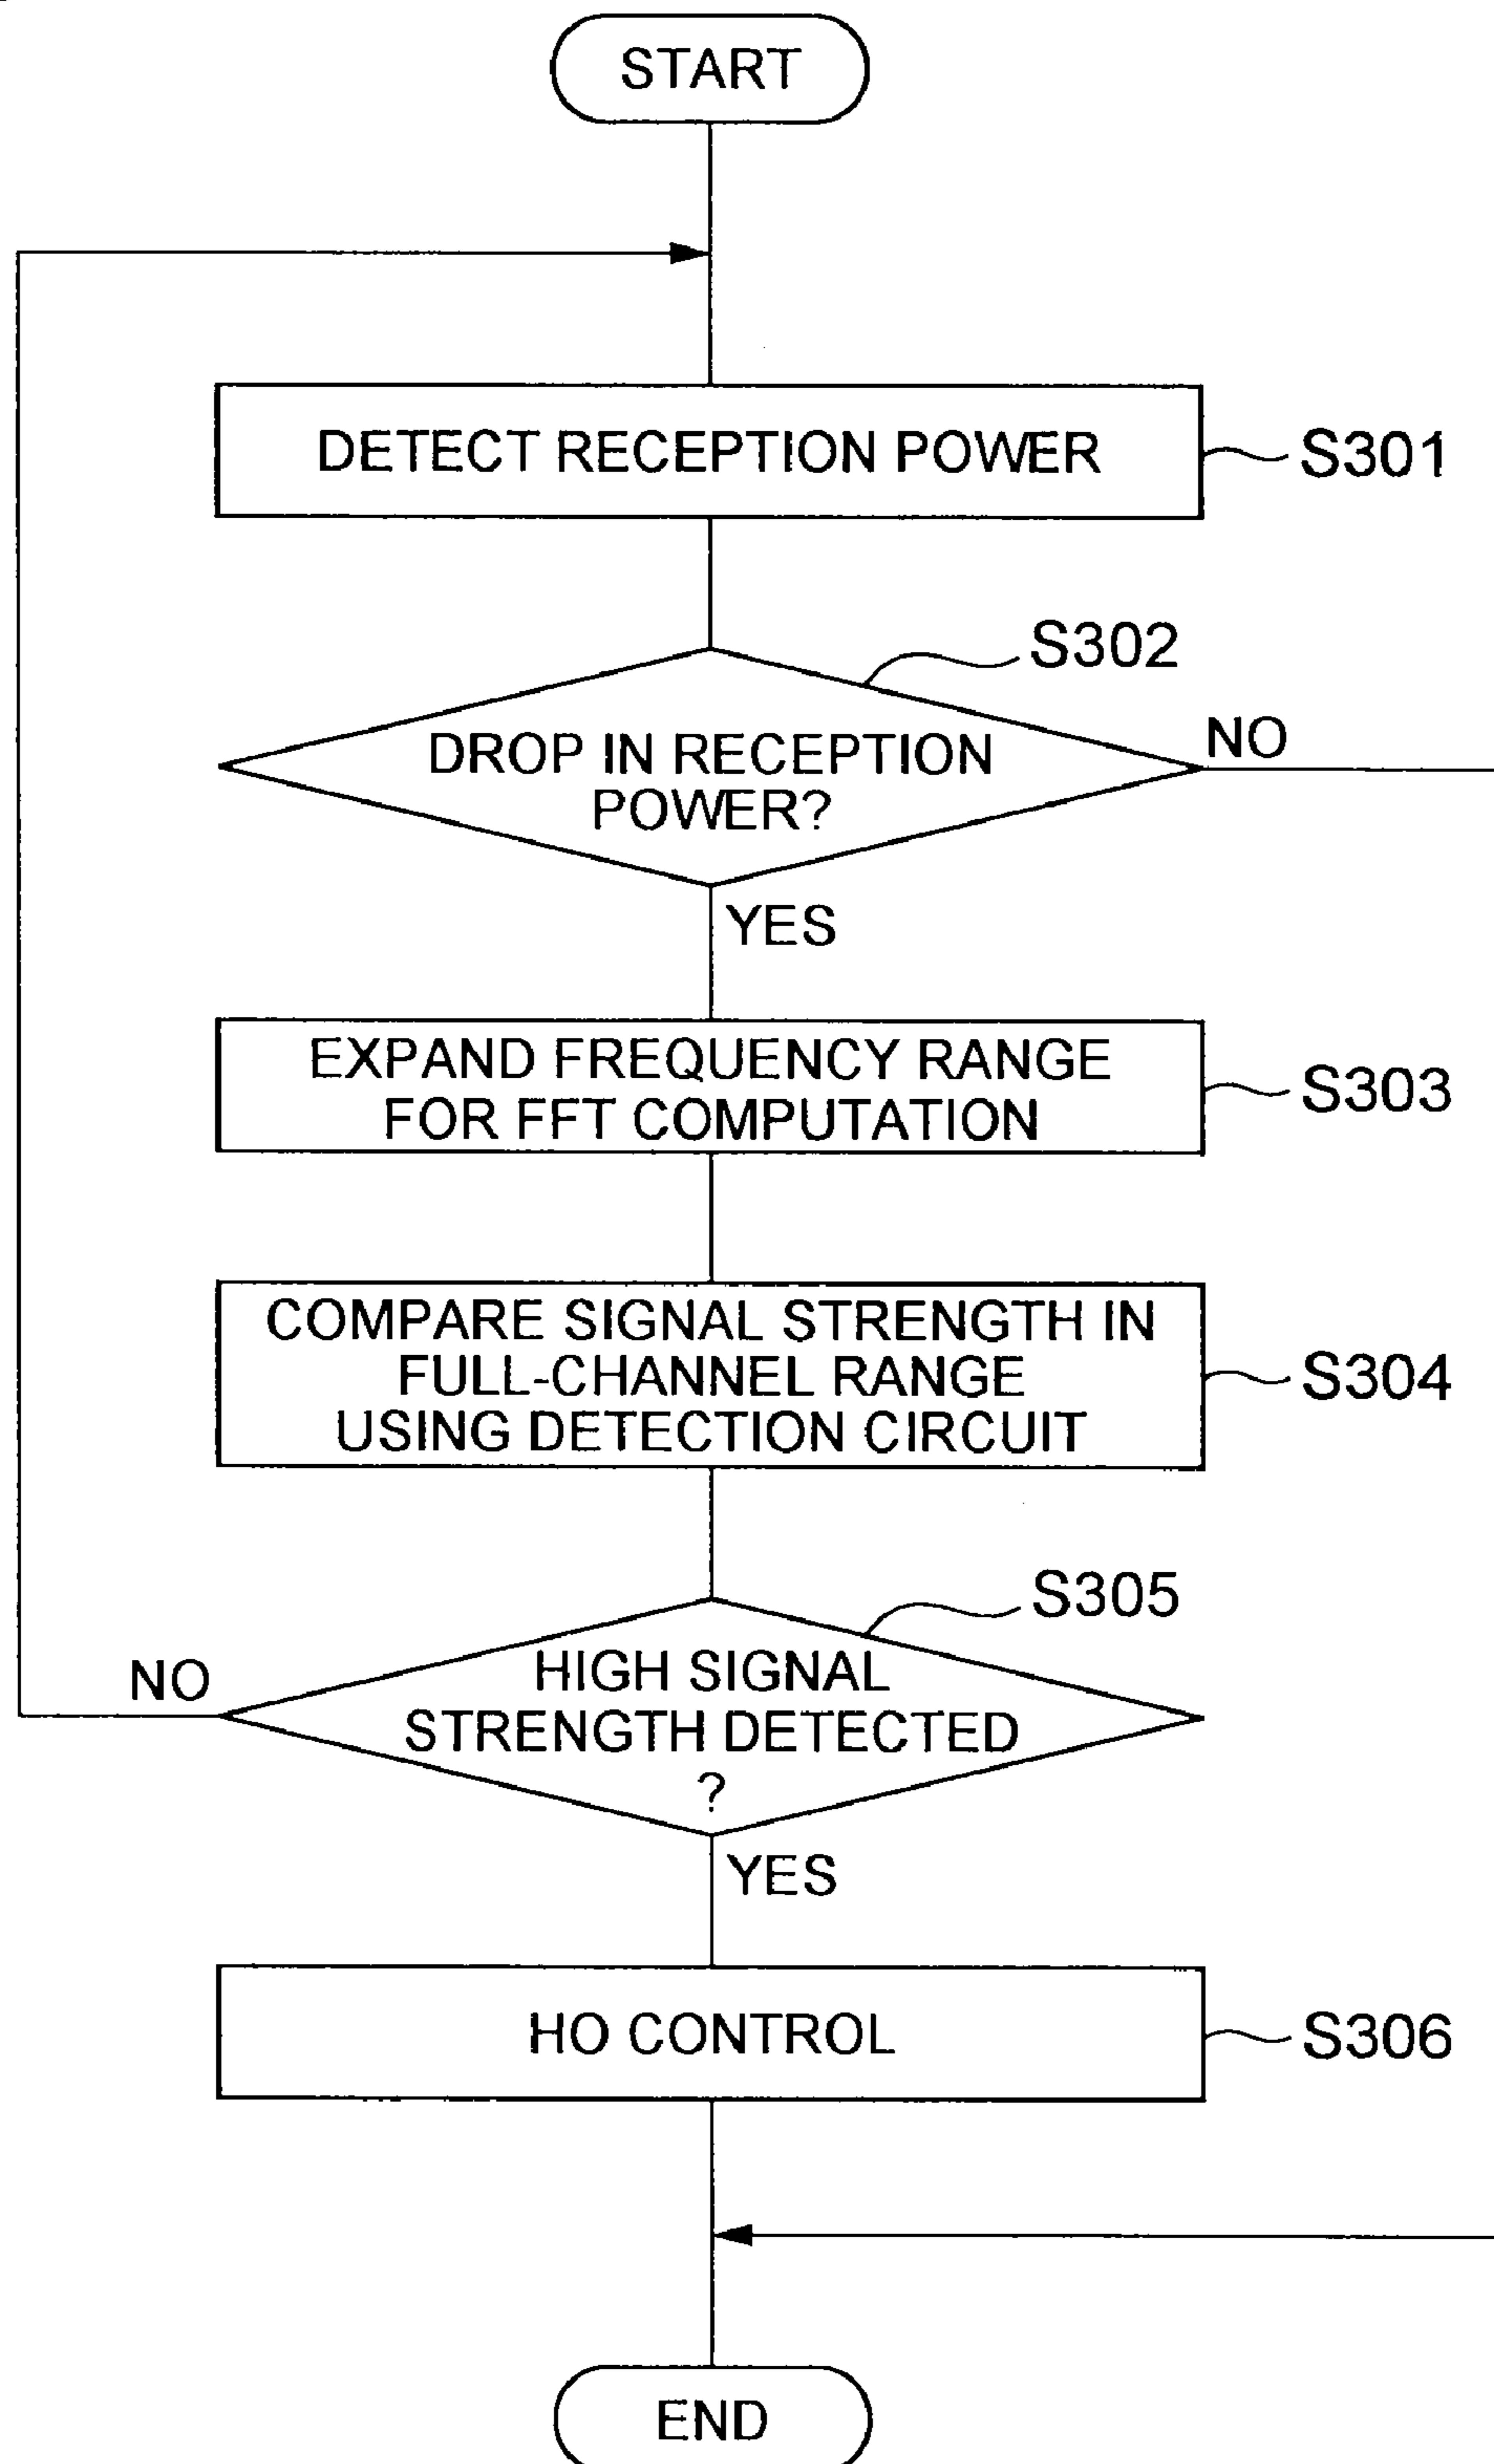 START
DETECT RECEPTION POWER
S301
S302
DROP IN RECEPTION
POWER?
NO
YES
EXPAND FREQUENCY RANGE
FOR FFT COMPUTATION
S303
COMPARE SIGNAL STRENGTH IN
FULL-CHANNEL RANGE
USING DETECTION CIRCUIT
S304
S305
HIGH SIGNAL
STRENGTH DETECTED
?
NO
YES
HO CONTROL
S306
END